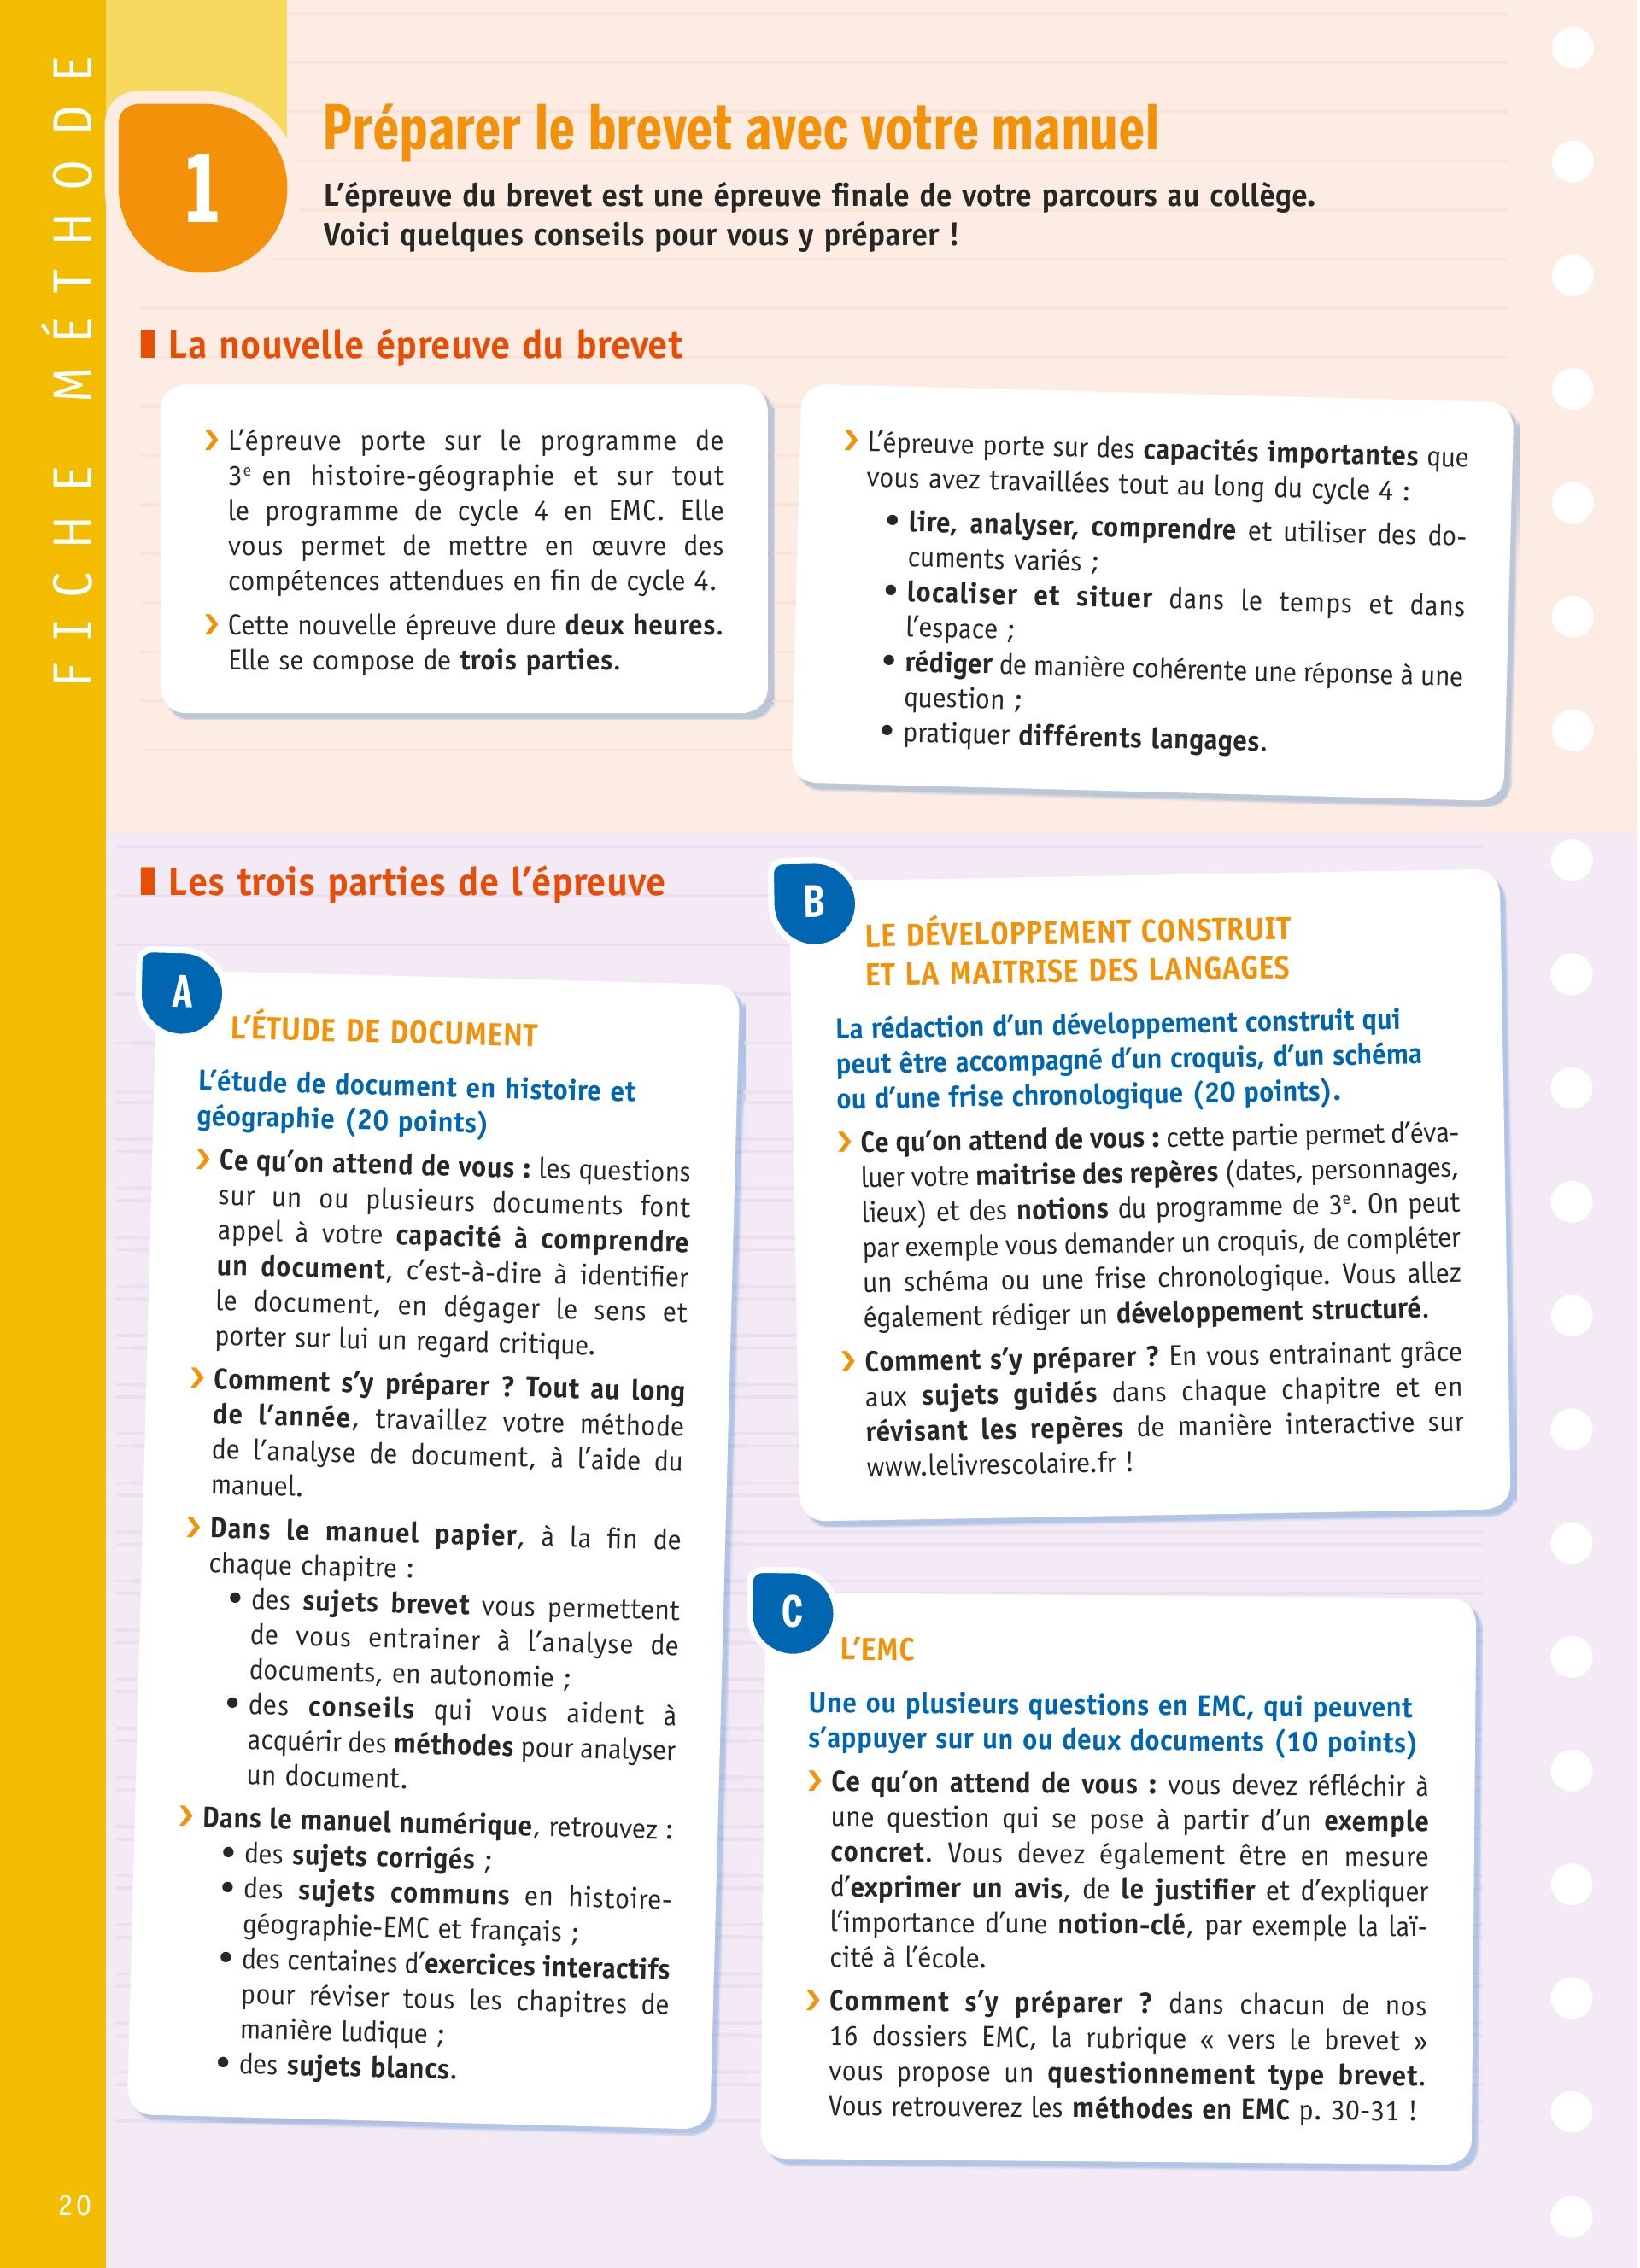 FICHE MÉTHODE
1
Préparer le brevet avec votre manuel
L'épreuve du brevet est une épreuve finale de votre parcours au collège.
Voici quelques conseils pour vous y préparer !
La nouvelle épreuve du brevet
› L'épreuve porte sur le programme de
3e en histoire-géographie et sur tout
le programme de cycle 4 en EMC. Elle
vous permet de mettre en œuvre des
compétences attendues en fin de cycle 4.
› Cette nouvelle épreuve dure deux heures.
Elle se compose de trois parties.
› L'épreuve porte sur des capacités importantes que
vous avez travaillées tout au long du cycle 4 :
• lire, analyser, comprendre et utiliser des do-
cuments variés ;
• localiser et situer dans le temps et dans
l'espace ;
• rédiger de manière cohérente une réponse à une
question ;
• pratiquer différents langages.
Les trois parties de l'épreuve
A
L'ÉTUDE DE DOCUMENT
L'étude de document en histoire et
géographie (20 points)
› Ce qu'on attend de vous : les questions
sur un ou plusieurs documents font
appel à votre capacité à comprendre
un document, c'est-à-dire à identifier
le document, en dégager le sens et
porter sur lui un regard critique.
› Comment s'y préparer ? Tout au long
de l'année, travaillez votre méthode
de l'analyse de document, à l'aide du
manuel.
› Dans le manuel papier, à la fin de
chaque chapitre :
• des sujets brevet vous permettent
de vous entrainer à l'analyse de
documents, en autonomie ;
• des conseils qui vous aident à
acquérir des méthodes pour analyser
un document.
› Dans le manuel numérique, retrouvez :
• des sujets corrigés ;
• des sujets communs en histoire-
géographie-EMC et français ;
• des centaines d'exercices interactifs
pour réviser tous les chapitres de
manière ludique ;
• des sujets blancs.
B
LE DÉVELOPPEMENT CONSTRUIT
ET LA MAITRISE DES LANGAGES
La rédaction d'un développement construit qui
peut être accompagné d'un croquis, d'un schéma
ou d'une frise chronologique (20 points).
› Ce qu'on attend de vous : cette partie permet d'éva-
luer votre maitrise des repères (dates, personnages,
lieux) et des notions du programme de 3e. On peut
par exemple vous demander un croquis, de compléter
un schéma ou une frise chronologique. Vous allez
également rédiger un développement structuré.
› Comment s'y préparer ? En vous entrainant grâce
aux sujets guidés dans chaque chapitre et en
révisant les repères de manière interactive sur
www.lelivrescolaire.fr !
C
L'EMC
Une ou plusieurs questions en EMC, qui peuvent
s'appuyer sur un ou deux documents (10 points)
› Ce qu'on attend de vous : vous devez réfléchir à
une question qui se pose à partir d'un exemple
concret. Vous devez également être en mesure
d'exprimer un avis, de le justifier et d'expliquer
l'importance d'une notion-clé, par exemple la laï-
cité à l'école.
› Comment s'y préparer ? dans chacun de nos
16 dossiers EMC, la rubrique « vers le brevet »
vous propose un questionnement type brevet.
Vous retrouverez les méthodes en EMC p. 30-31 !
20